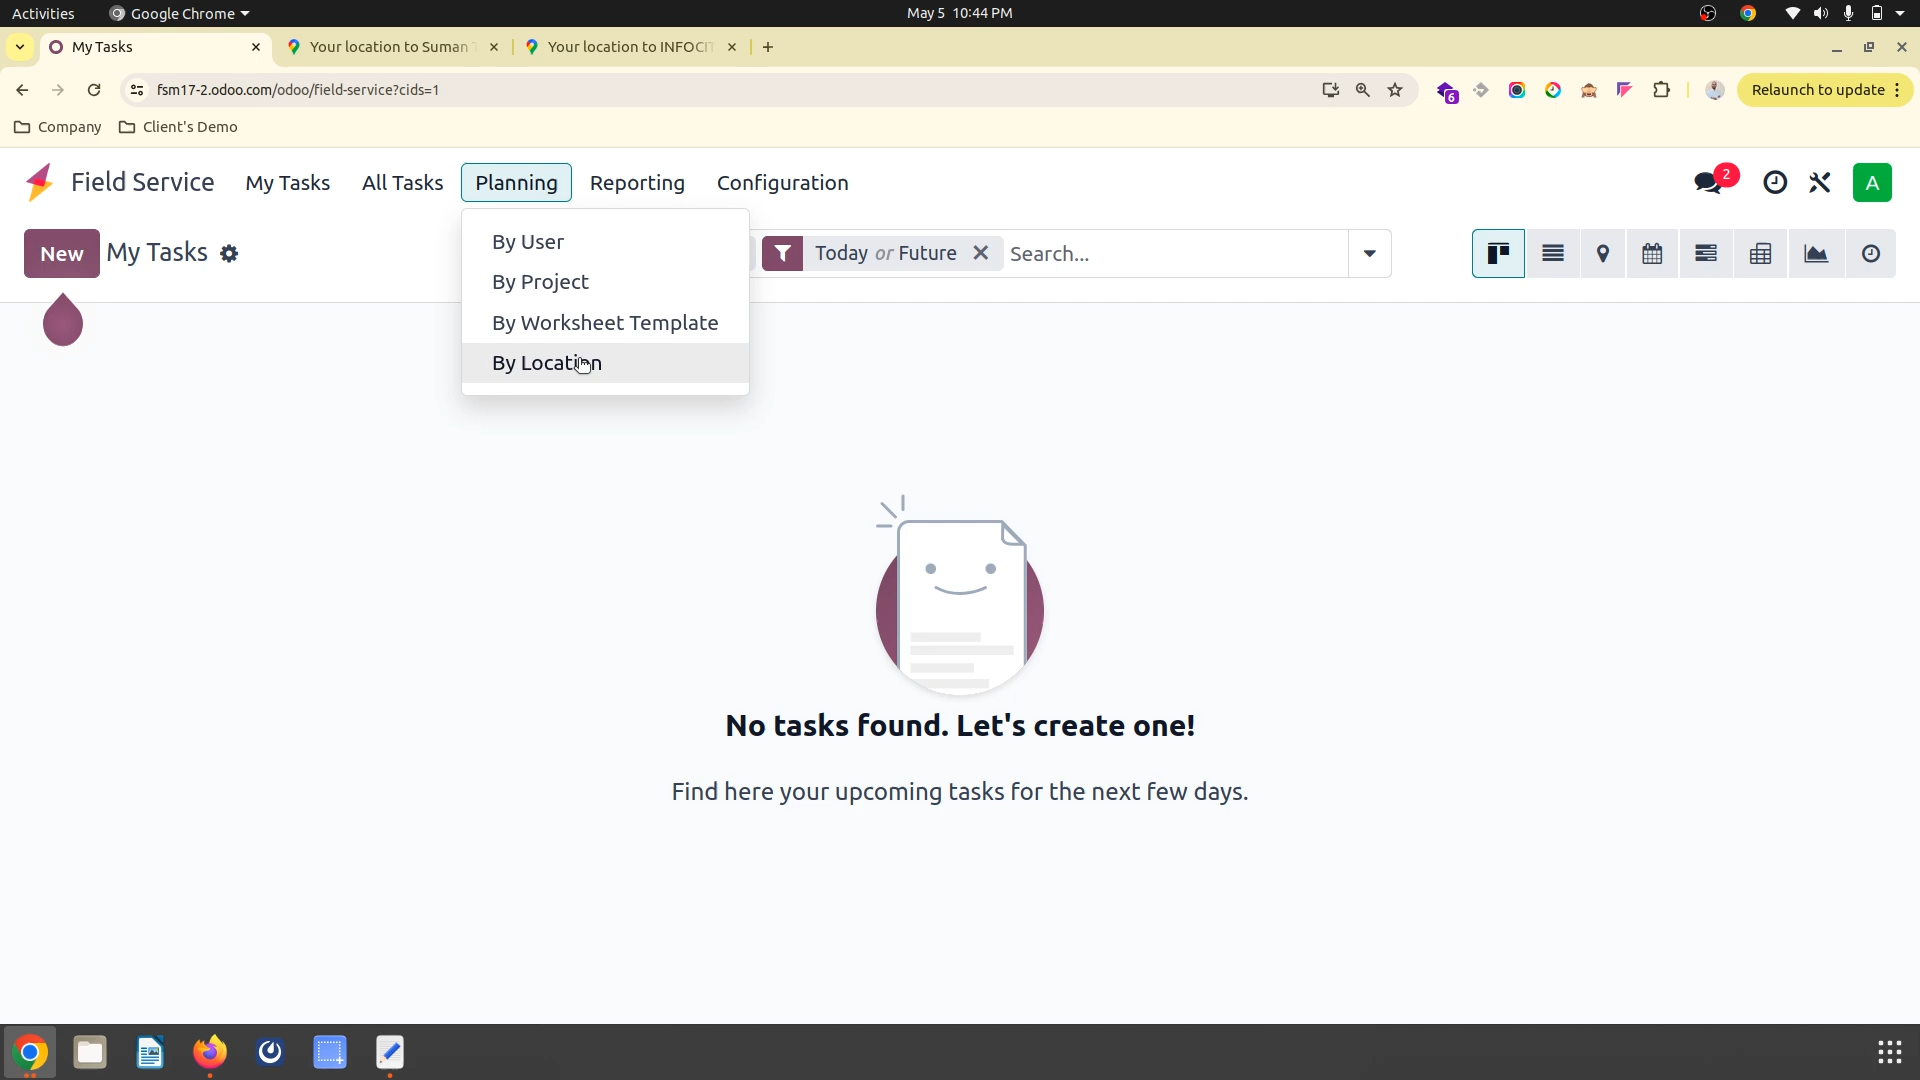 Activities Google Chrome May 5 10:44 PM
My Tasks Your location to Suman Your location to INFOCI
fsm17-2.odoo.com/odoo/field-service?cids=1 6 Relaunch to update
Company Client's Demo
Field Service My Tasks All Tasks Planning Reporting Configuration 2 A
New My Tasks Today or Future Search...
By User
By Project
By Worksheet Template
By Location
No tasks found. Let's create one!
Find here your upcoming tasks for the next few days.